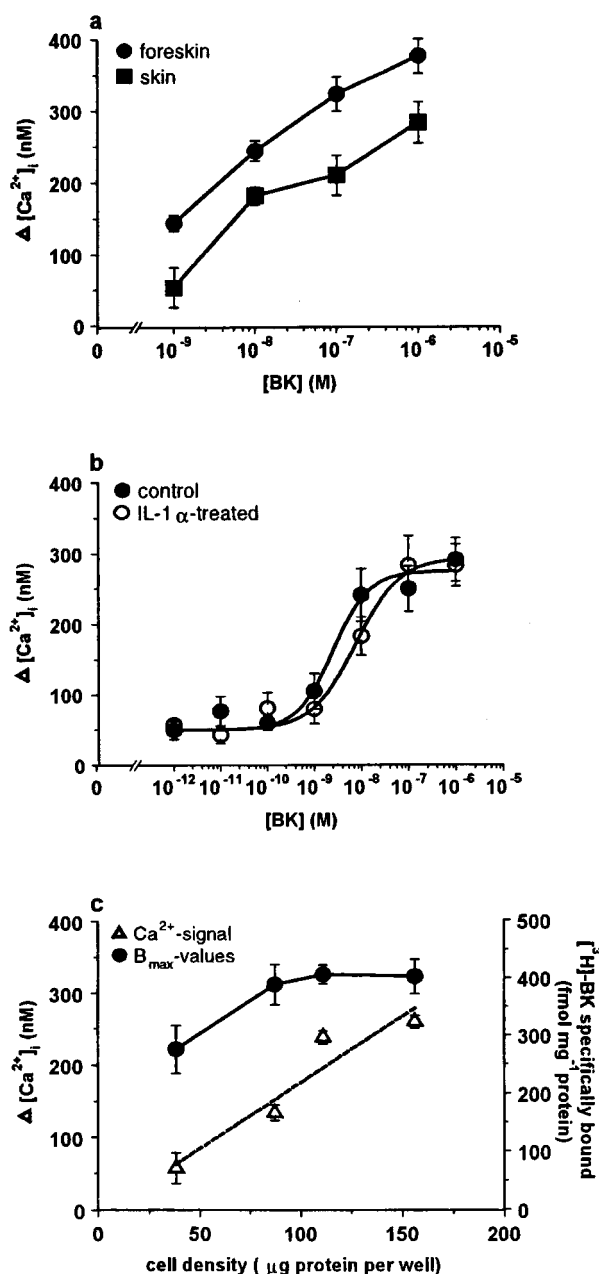 a
400
foreskin
skin
300
200
100
0
Δ [Ca²⁺]ᵢ (nM)
0 10⁻⁹ 10⁻⁸ 10⁻⁷ 10⁻⁶ 10⁻⁵
[BK] (M)
b
400
control
IL-1 α-treated
300
200
100
0
Δ [Ca²⁺]ᵢ (nM)
0 10⁻¹² 10⁻¹¹ 10⁻¹⁰ 10⁻⁹ 10⁻⁸ 10⁻⁷ 10⁻⁶ 10⁻⁵
[BK] (M)
c
400
Ca²⁺-signal
Bmax-values
300
200
100
0
Δ [Ca²⁺]ᵢ (nM)
500
400
300
200
100
0
[³H]-BK specifically bound
(fmol mg⁻¹ protein)
0 50 100 150 200
cell density ( μg protein per well)